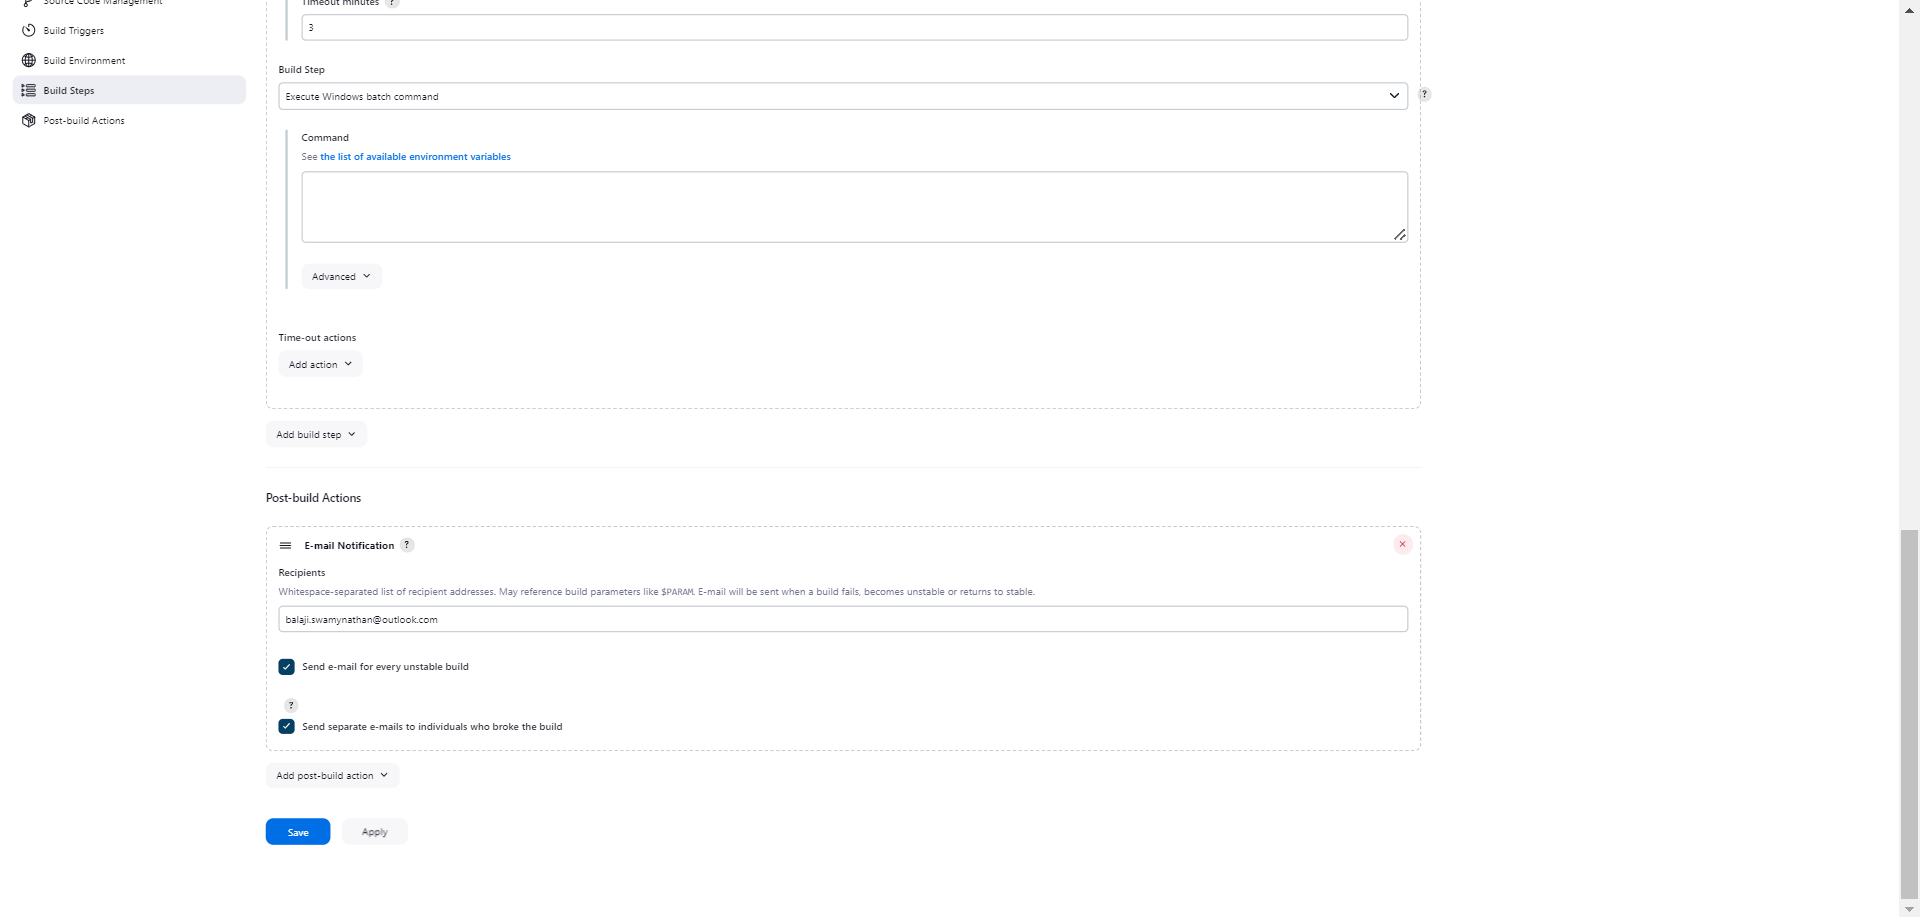 Source Code Management
Build Triggers
Build Environment
Build Steps
Post-build Actions
Timeout minutes ?
3
Build Step
Execute Windows batch command
?
Command
See the list of available environment variables
Advanced
Time-out actions
Add action
Add build step
Post-build Actions
E-mail Notification ?
Recipients
Whitespace-separated list of recipient addresses. May reference build parameters like $PARAM. E-mail will be sent when a build fails, becomes unstable or returns to stable.
balaji.swamynathan@outlook.com
Send e-mail for every unstable build
?
Send separate e-mails to individuals who broke the build
Add post-build action
Save Apply